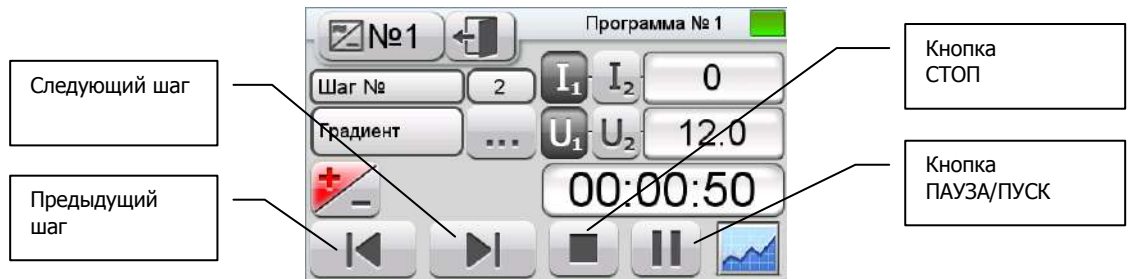 Программа № 1
№1
Кнопка
СТОП
Следующий шаг
Шаг №
2
I1
I2
0
Градиент
...
U1
U2
12.0
Кнопка
ПАУЗА/ПУСК
Предыдущий
шаг
+
-
00:00:50